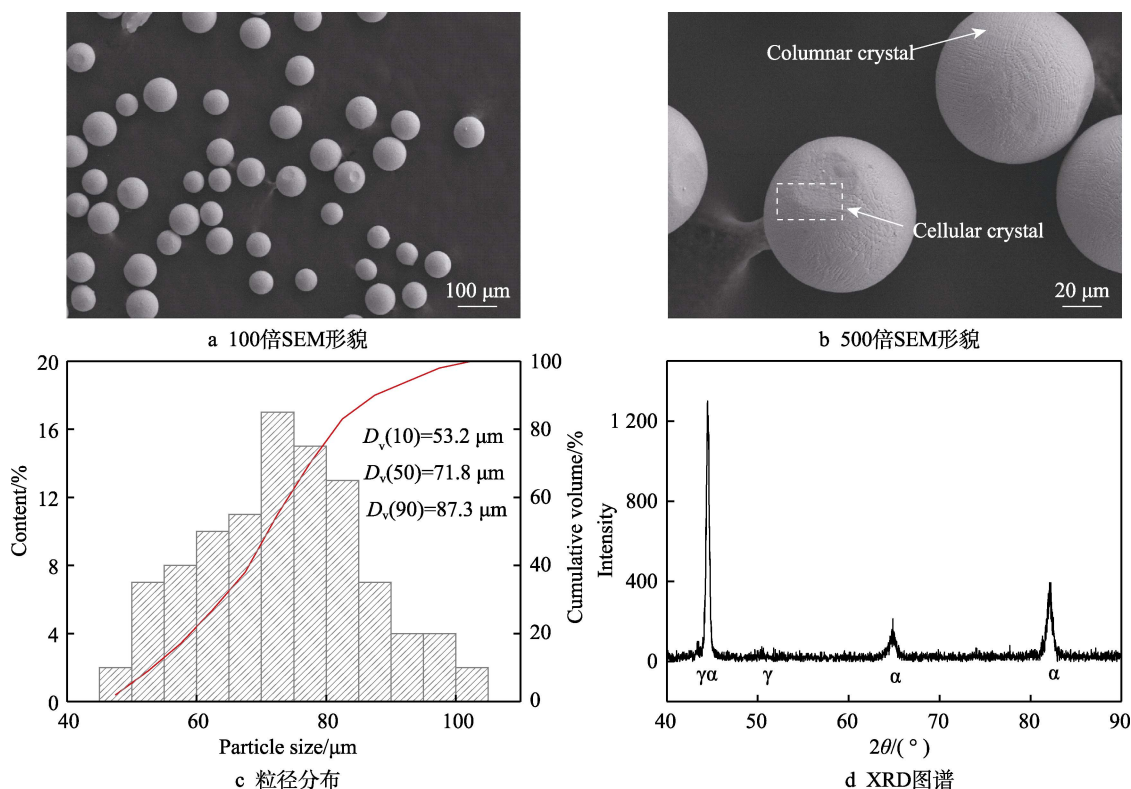 100 μm
a 100倍SEM形貌
Columnar crystal
Cellular crystal
20 μm
b 500倍SEM形貌
20
16
12
8
4
0
Content/%
100
80
60
40
20
0
Cumulative volume/%
Dv(10)=53.2 μm
Dv(50)=71.8 μm
Dv(90)=87.3 μm
40 60 80 100
Particle size/μm
c 粒径分布
1 200
800
400
0
Intensity
γα γ α α
40 50 60 70 80 90
2θ/( ° )
d XRD图谱